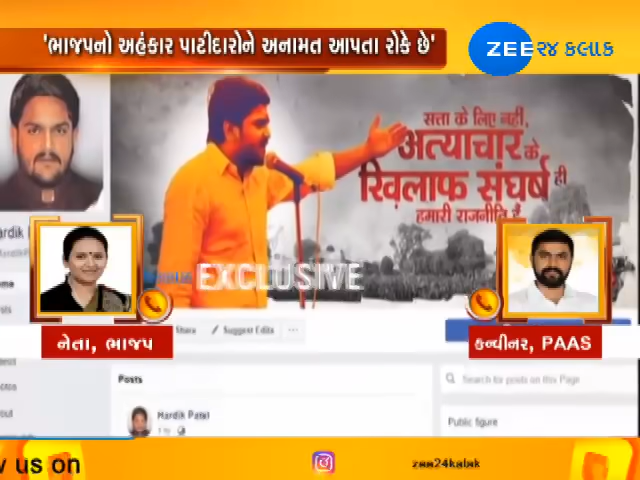 'ભાજપનો અહંકાર પાટીદારોને અનામત આપતા રોકે છે'
ZEE ૨૪ કલાક
सत्ता के लिए नहीं,
अत्याचार के
खिलाफ संघर्ष ही
हमारी राजनीति हैं
EXCLUSIVE
નેતા, ભાજપ
કન્વીનર, PAAS
Share
Suggest Edits
Posts
Hardik Patel
Search for posts on this Page
Public figure
us on
zee24kalak